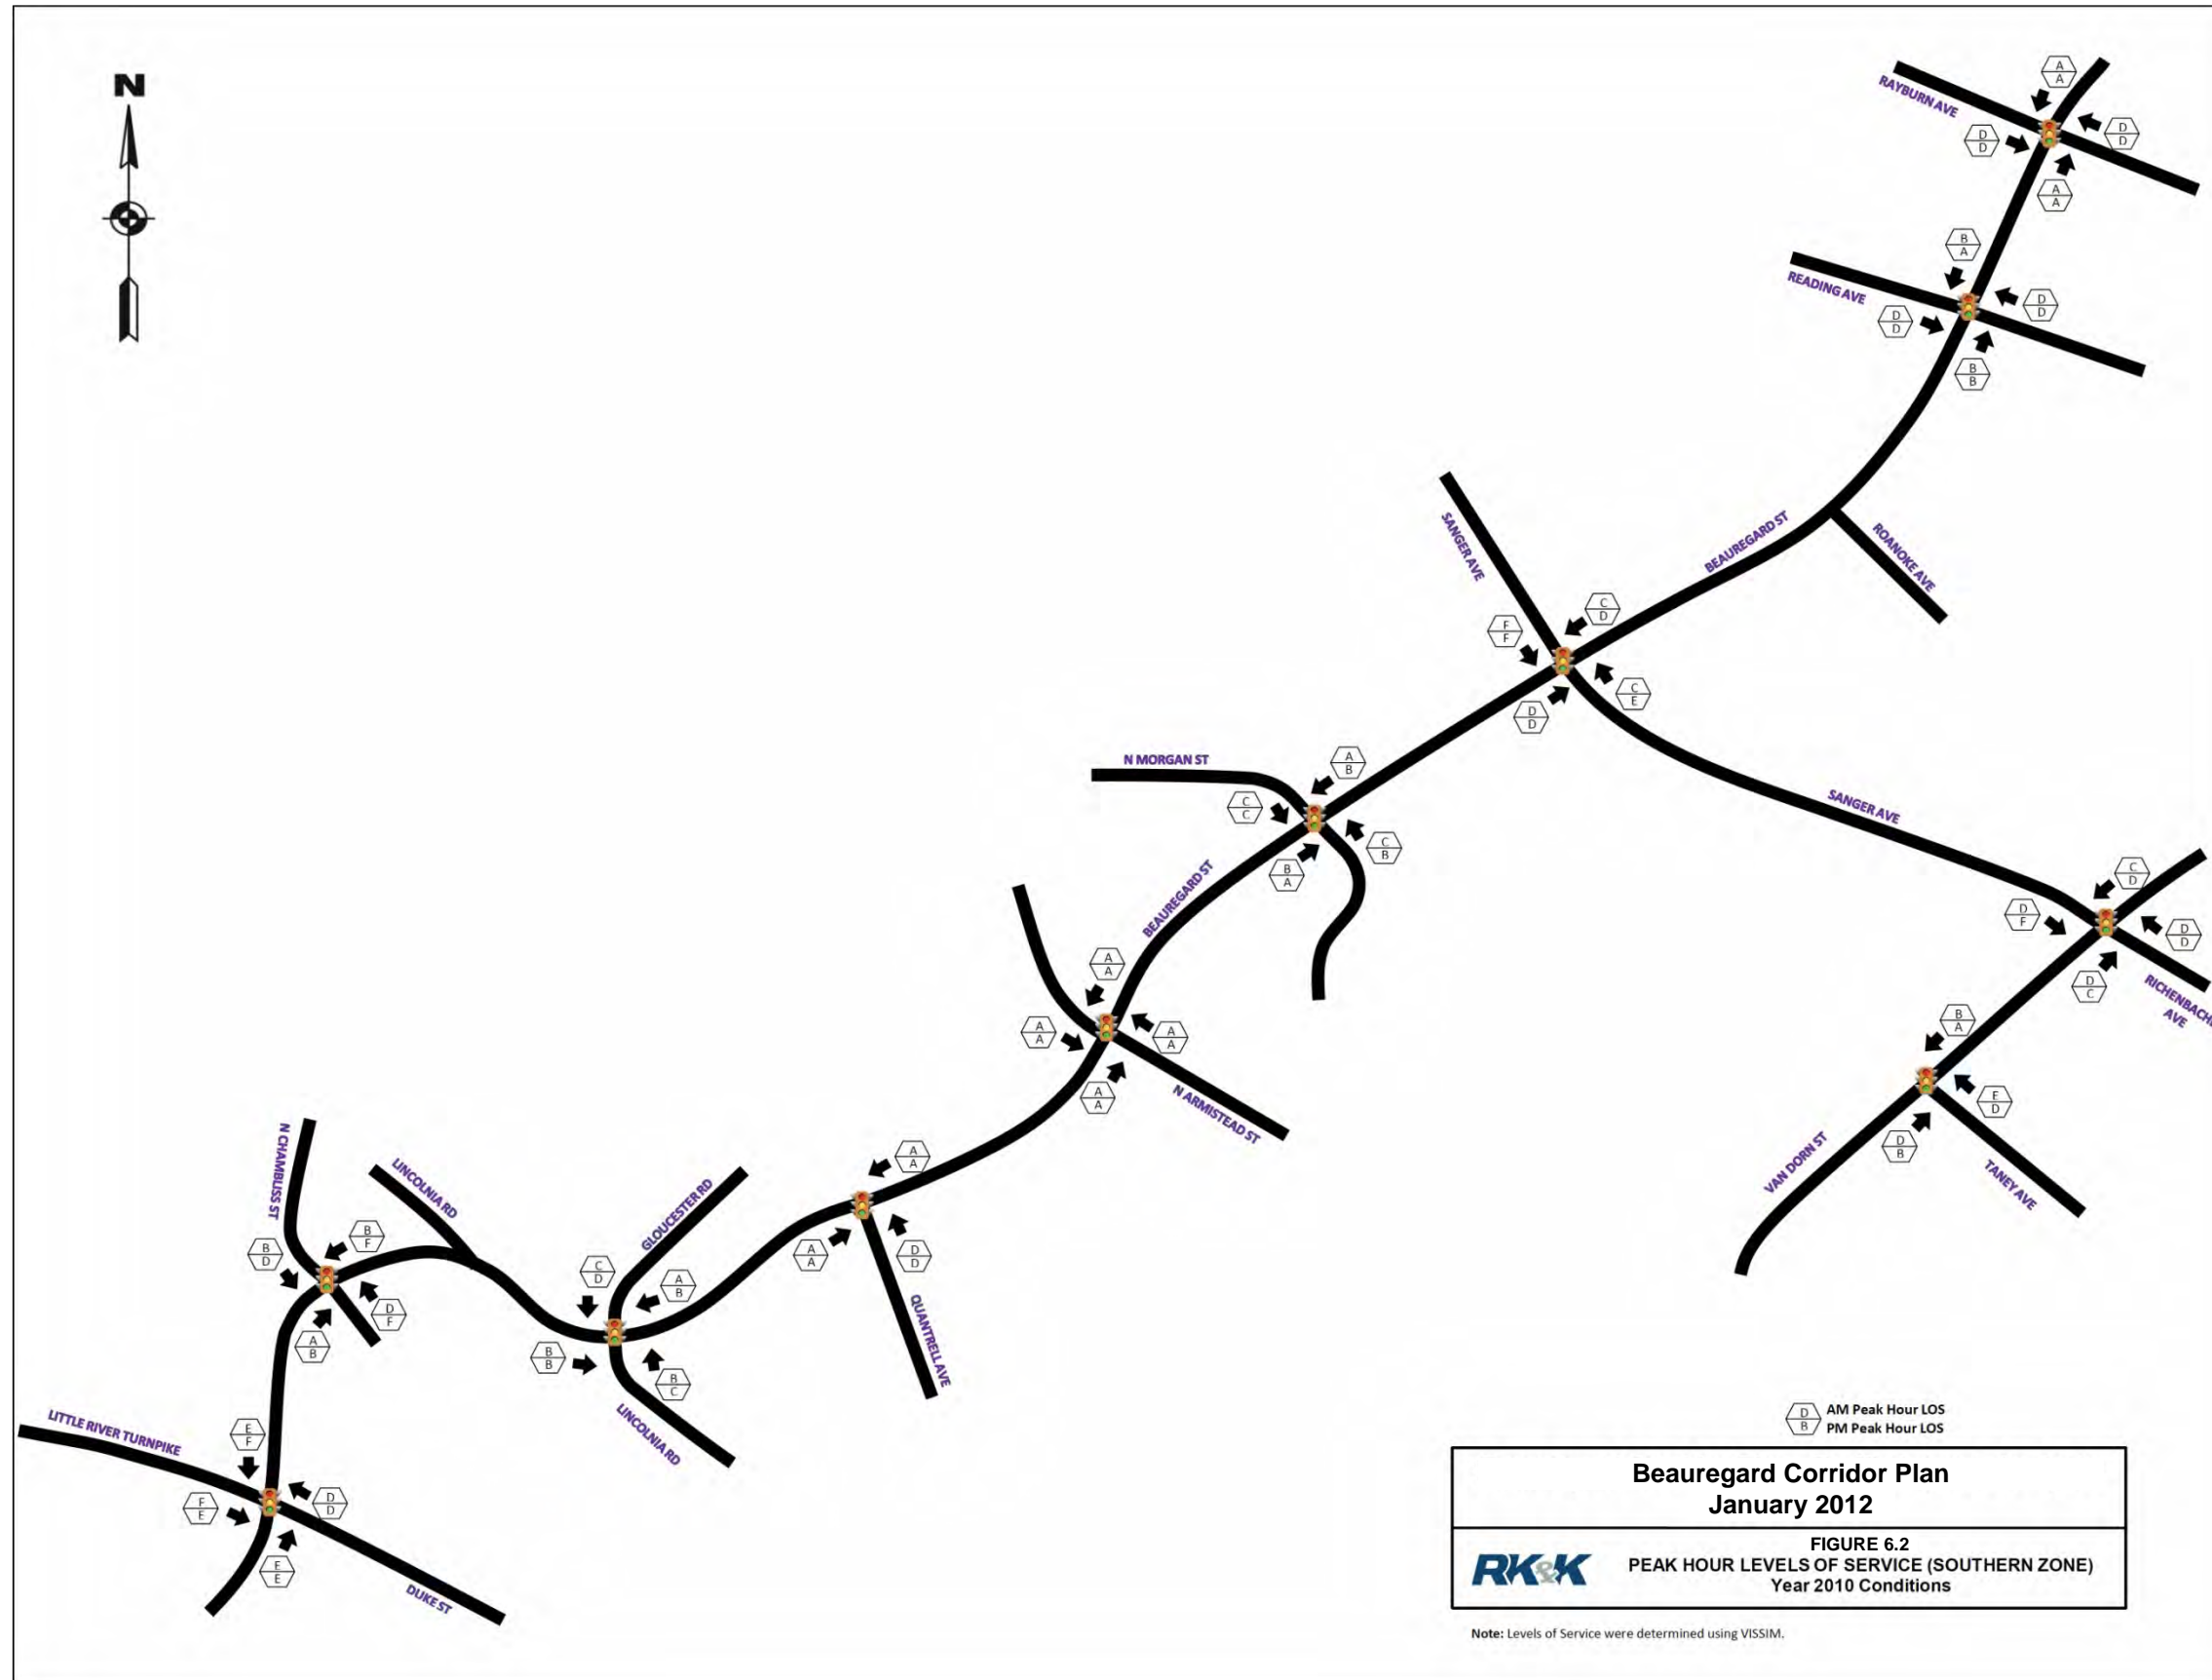 N
RAYBURN AVE
A
A
D
D
D
D
A
A
READING AVE
B
A
D
D
D
D
B
B
SANGER AVE
BEAUREGARD ST
ROANOKE AVE
C
D
F
F
C
E
D
D
N MORGAN ST
A
B
C
C
C
B
B
A
SANGER AVE
BEAUREGARD ST
C
D
D
F
D
D
D
C
RICHENBACH
AVE
A
A
A
A
A
A
A
A
N ARMISTEAD ST
B
A
E
D
D
B
VAN DORN ST
TANEY AVE
N CHAMBLISS ST
LINCOLNIA RD
GLOUCESTER RD
A
A
A
A
D
D
QUANTRELL AVE
B
F
B
D
D
F
A
B
C
D
A
B
B
B
B
C
LINCOLNIA RD
LITTLE RIVER TURNPIKE
E
F
D
D
F
E
E
DUKE ST
D
B
AM Peak Hour LOS
PM Peak Hour LOS
Beauregard Corridor Plan
January 2012
RK&K
FIGURE 6.2
PEAK HOUR LEVELS OF SERVICE (SOUTHERN ZONE)
Year 2010 Conditions
Note: Levels of Service were determined using VISSIM.